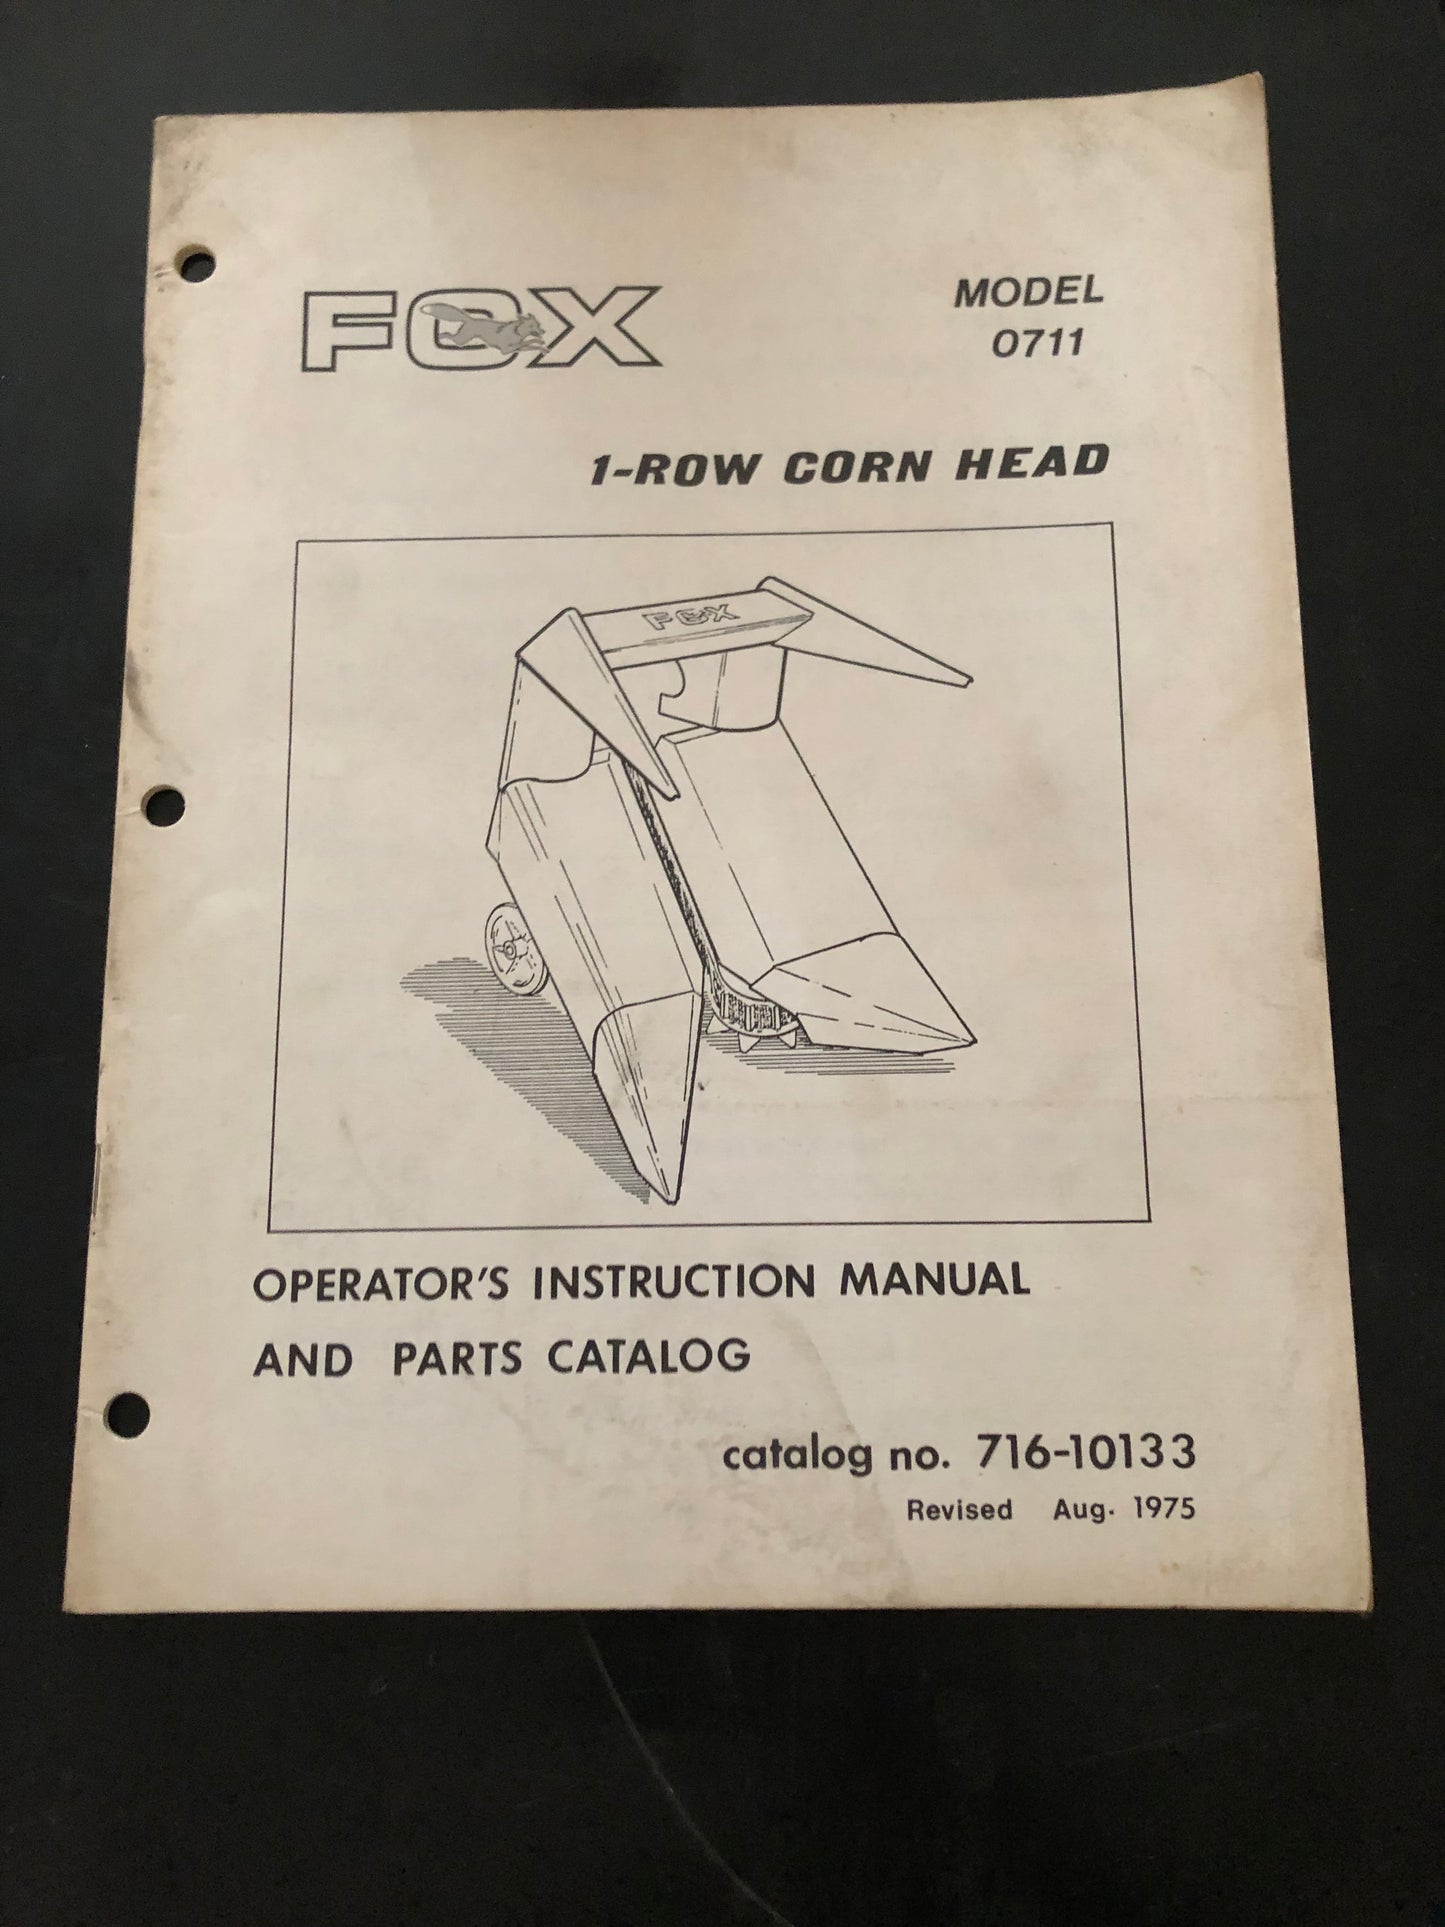 FOX
MODEL
0711
1-ROW CORN HEAD
FOX
OPERATOR'S INSTRUCTION MANUAL
AND PARTS CATALOG
catalog no. 716-10133
Revised Aug. 1975